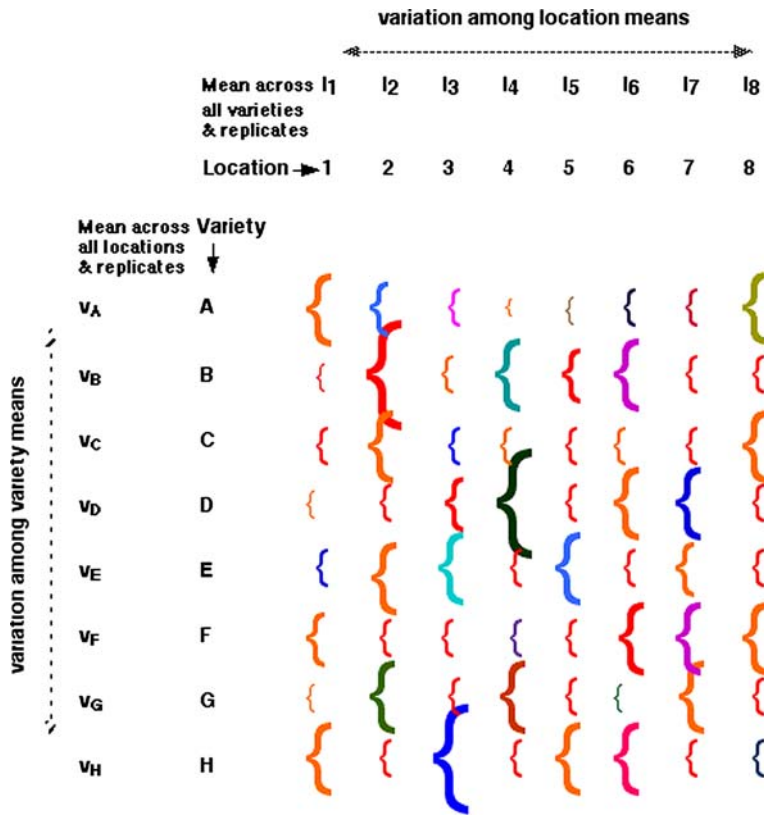 variation among location means
Mean across l1 l2 l3 l4 l5 l6 l7 l8
all varieties
& replicates
Location 1 2 3 4 5 6 7 8
Mean across Variety
all locations
& replicates
vA A
vB B
vC C
vD D
vE E
vF F
vG G
vH H
variation among variety means